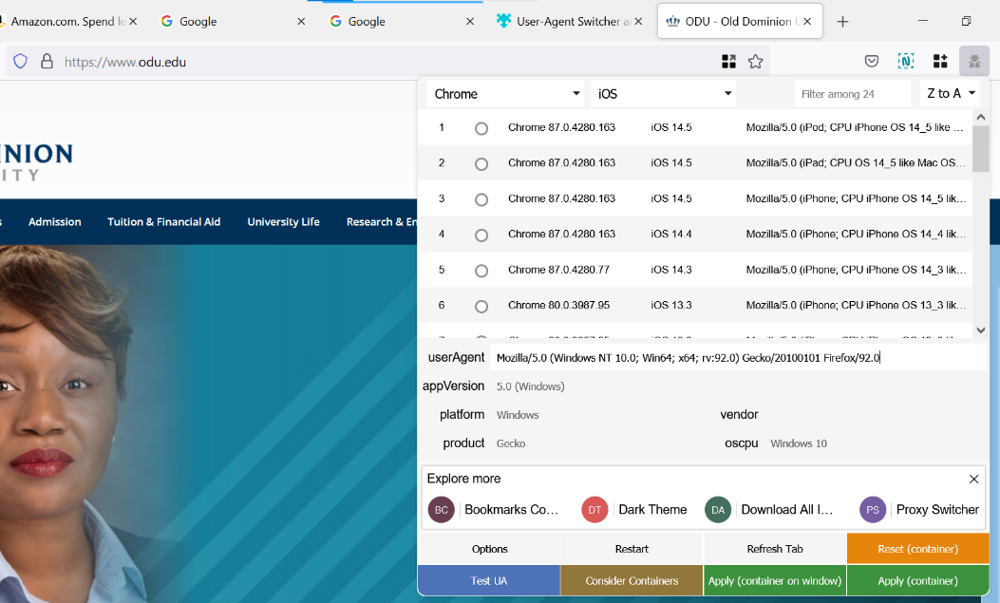 Amazon.com. Spend le
Google
Google
User-Agent Switcher a
ODU - Old Dominion U
https://www.odu.edu
NION
ITY
s Admission Tuition & Financial Aid University Life Research & En
Chrome iOS Filter among 24 Z to A
1 Chrome 87.0.4280.163 iOS 14.5 Mozilla/5.0 (iPod; CPU iPhone OS 14_5 like ...
2 Chrome 87.0.4280.163 iOS 14.5 Mozilla/5.0 (iPad; CPU OS 14_5 like Mac OS...
3 Chrome 87.0.4280.163 iOS 14.5 Mozilla/5.0 (iPhone; CPU iPhone OS 14_5 lik...
4 Chrome 87.0.4280.163 iOS 14.4 Mozilla/5.0 (iPhone; CPU iPhone OS 14_4 lik...
5 Chrome 87.0.4280.77 iOS 14.3 Mozilla/5.0 (iPhone; CPU iPhone OS 14_3 lik...
6 Chrome 80.0.3987.95 iOS 13.3 Mozilla/5.0 (iPhone; CPU iPhone OS 13_3 lik...
userAgent Mozilla/5.0 (Windows NT 10.0; Win64; x64; rv:92.0) Gecko/20100101 Firefox/92.0
appVersion 5.0 (Windows)
platform Windows vendor
product Gecko oscpu Windows 10
Explore more
BC Bookmarks Co... DT Dark Theme DA Download All I... PS Proxy Switcher
Options Restart Refresh Tab Reset (container)
Test UA Consider Containers Apply (container on window) Apply (container)